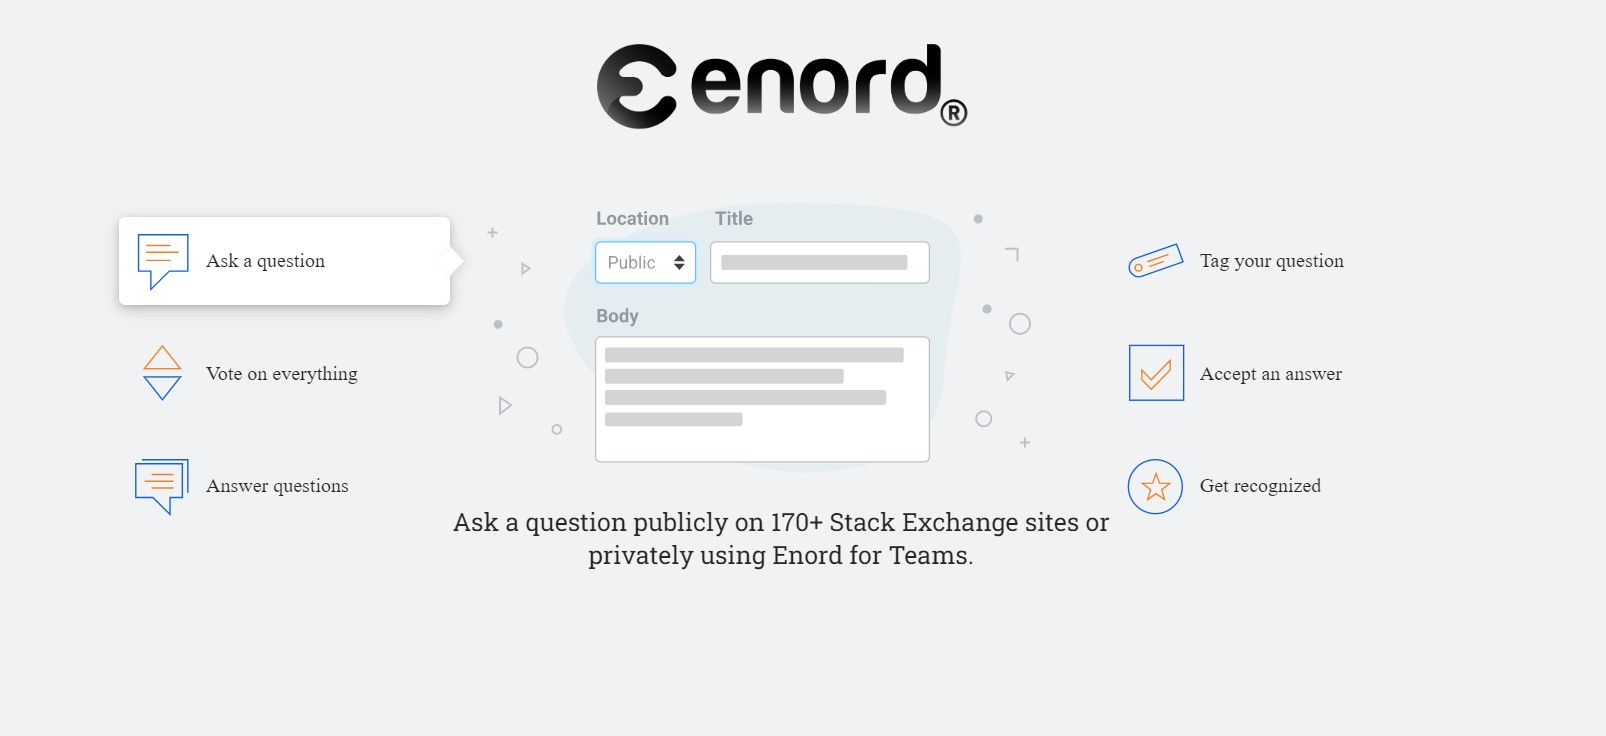 enord®
Ask a question
Vote on everything
Answer questions
Location Title
Public
Body
Tag your question
Accept an answer
Get recognized
Ask a question publicly on 170+ Stack Exchange sites or
privately using Enord for Teams.